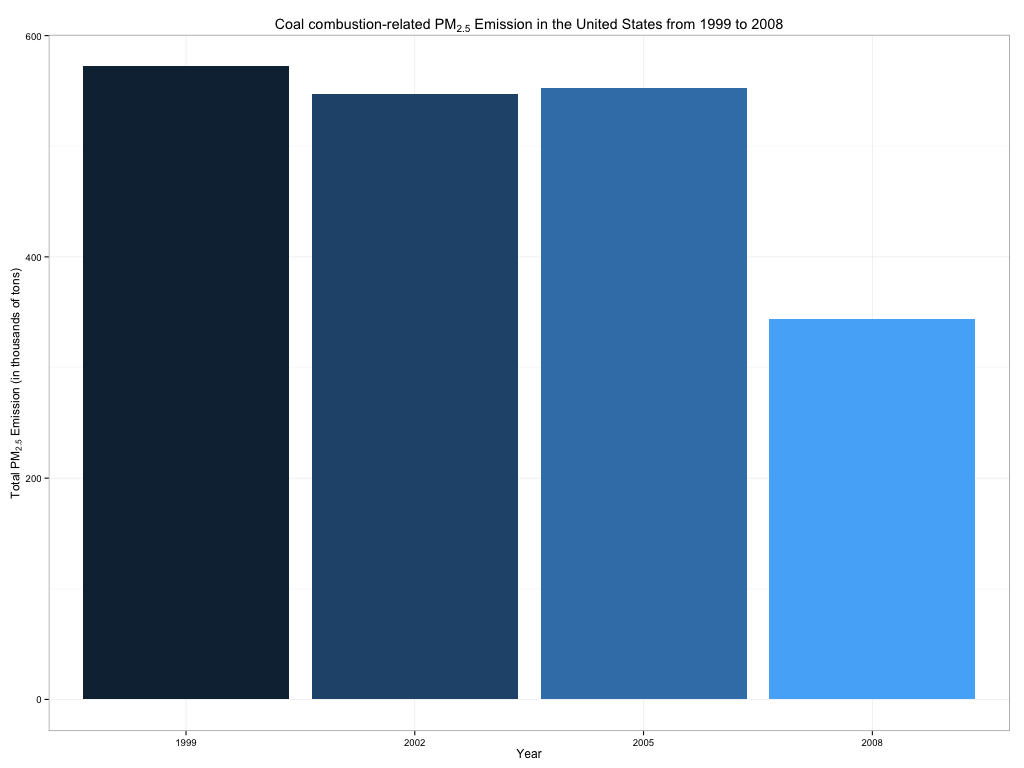 Coal combustion-related PM2.5 Emission in the United States from 1999 to 2008
Total PM2.5 Emission (in thousands of tons)
600
400
200
0
1999 2002 2005 2008
Year